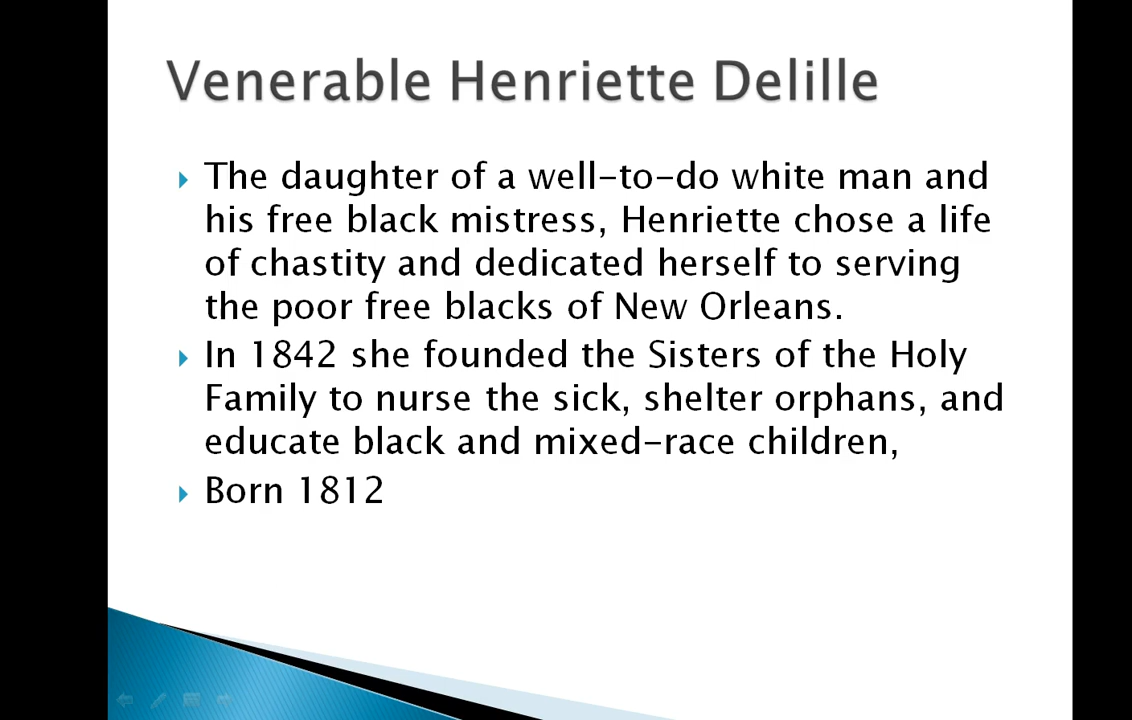 Venerable Henriette Delille
The daughter of a well-to-do white man and
his free black mistress, Henriette chose a life
of chastity and dedicated herself to serving
the poor free blacks of New Orleans.
In 1842 she founded the Sisters of the Holy
Family to nurse the sick, shelter orphans, and
educate black and mixed-race children,
Born 1812